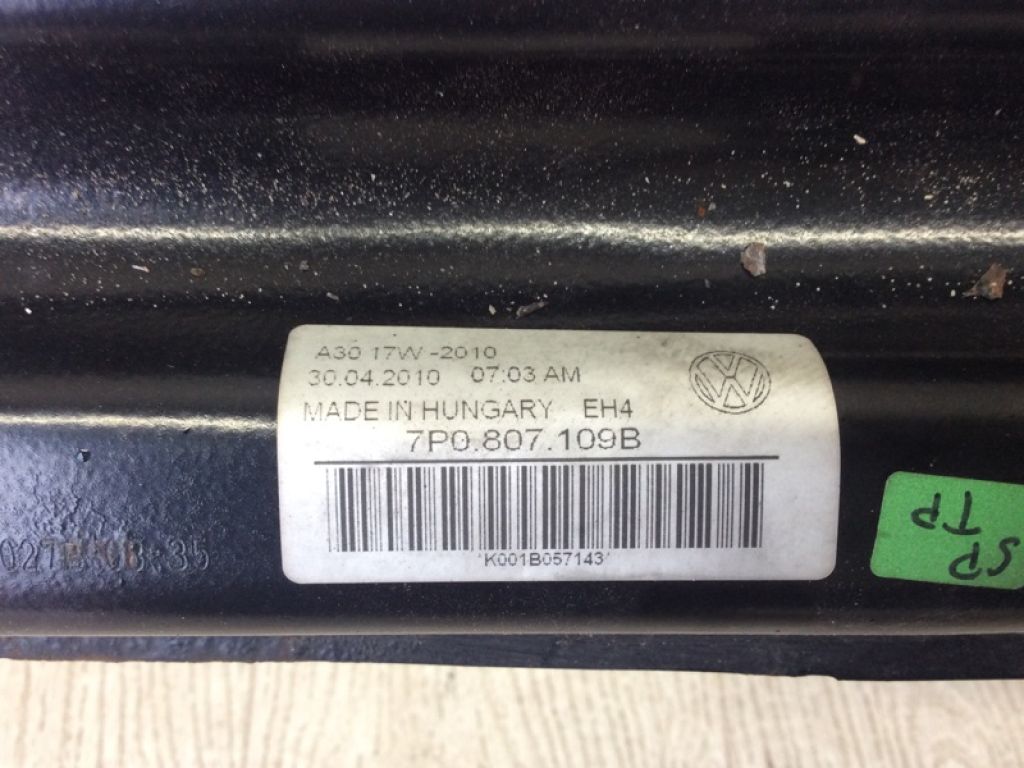 A30 17W -2010
30.04.2010 07:03 AM
MADE IN HUNGARY EH4
7P0.807.109B
*K001B057143*
SP
TP